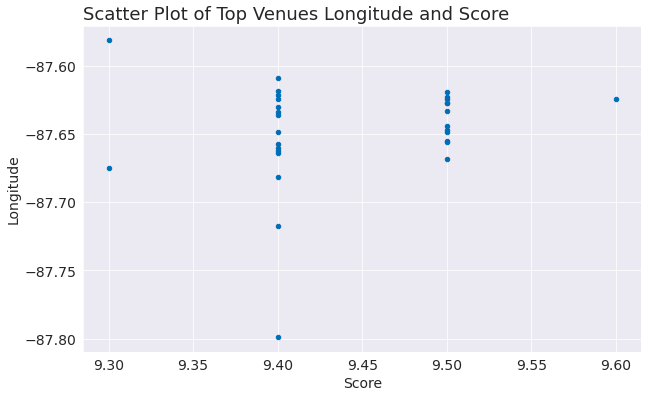 Scatter Plot of Top Venues Longitude and Score
−87.60
−87.65
−87.70
−87.75
−87.80
Longitude
9.30 9.35 9.40 9.45 9.50 9.55 9.60
Score